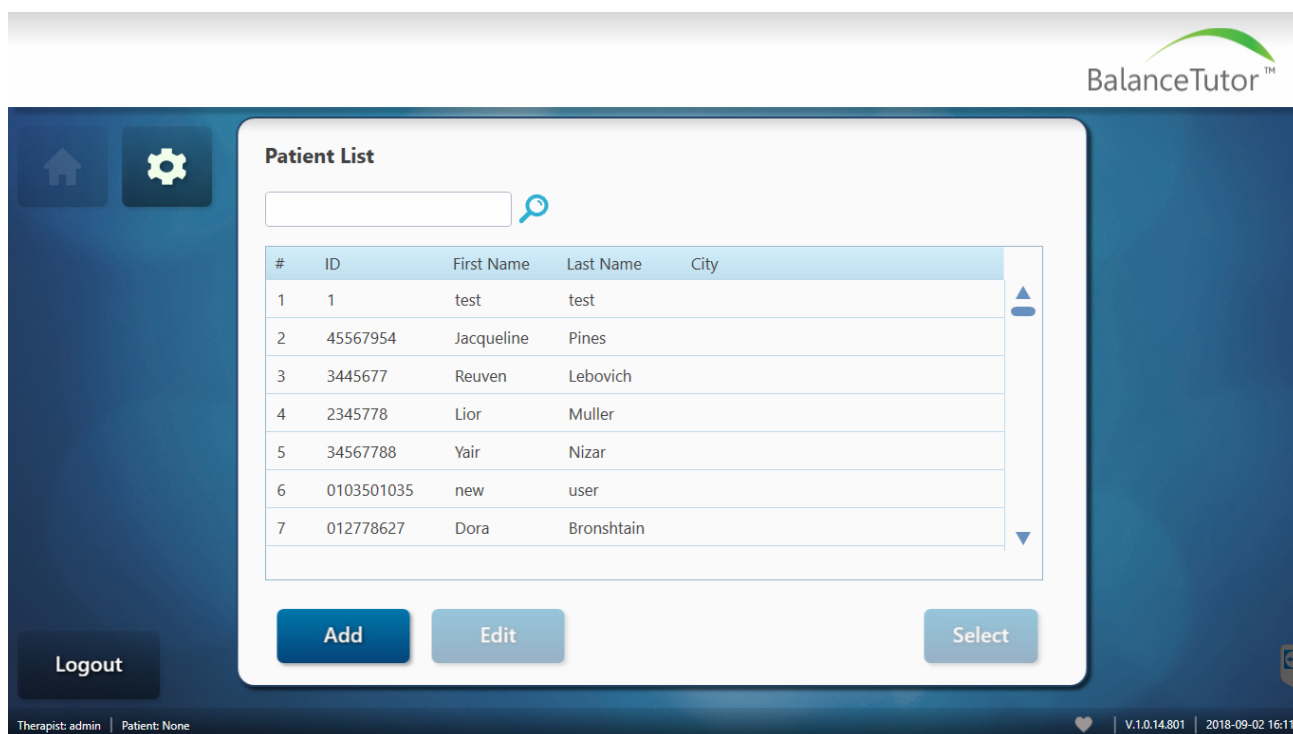 BalanceTutor™
Patient List
# ID First Name Last Name City
1 1 test test
2 45567954 Jacqueline Pines
3 3445677 Reuven Lebovich
4 2345778 Lior Muller
5 34567788 Yair Nizar
6 0103501035 new user
7 012778627 Dora Bronshtain
Add Edit Select
Logout
Therapist: admin | Patient: None | V.1.0.14.801 | 2018-09-02 16:11